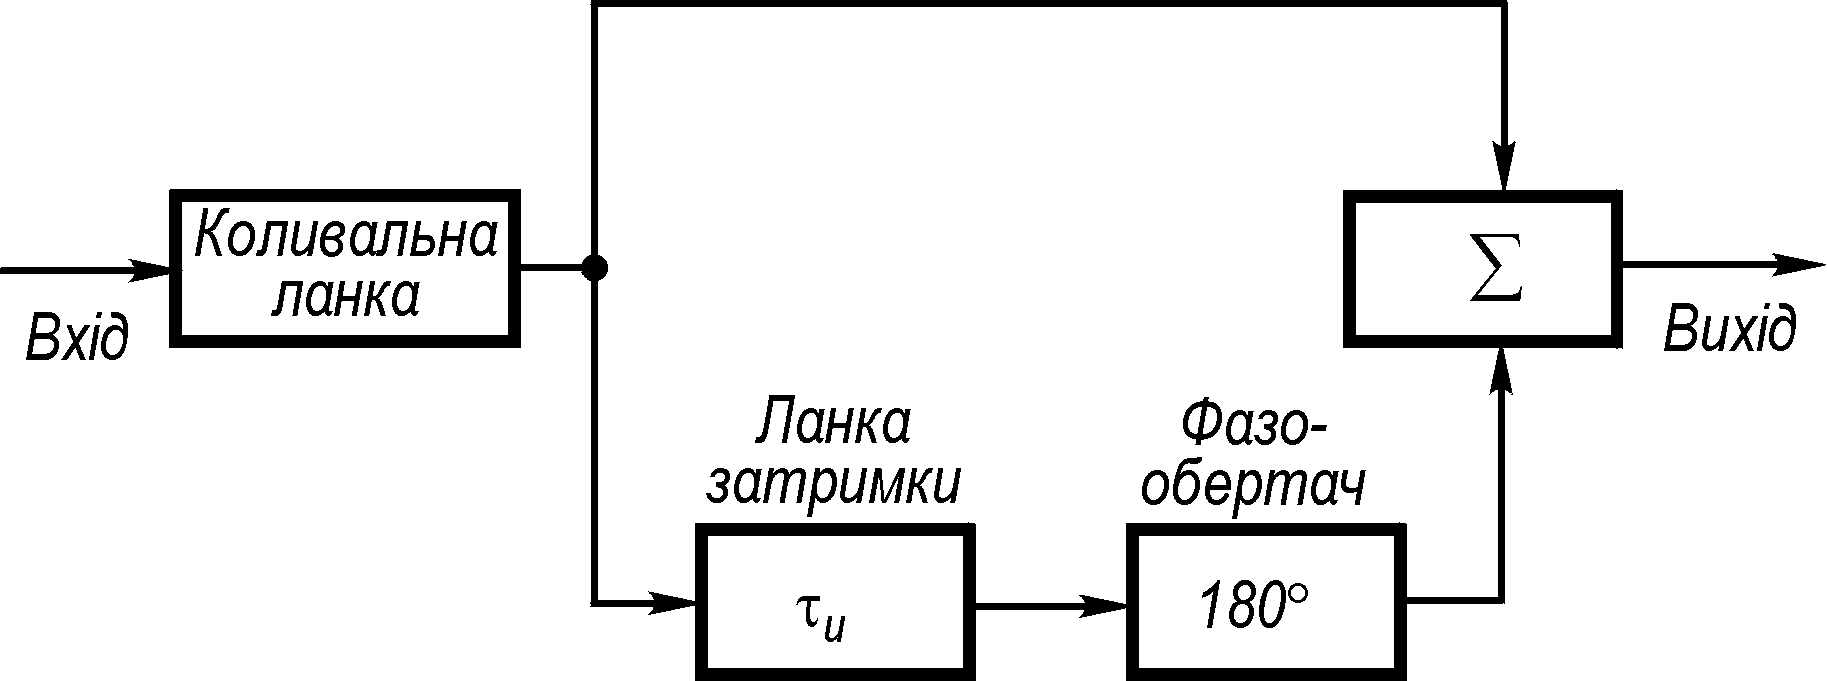 Коливальна
ланка
Вхід
Σ
Вихід
Ланка
затримки
τи
Фазо-
обертач
180°